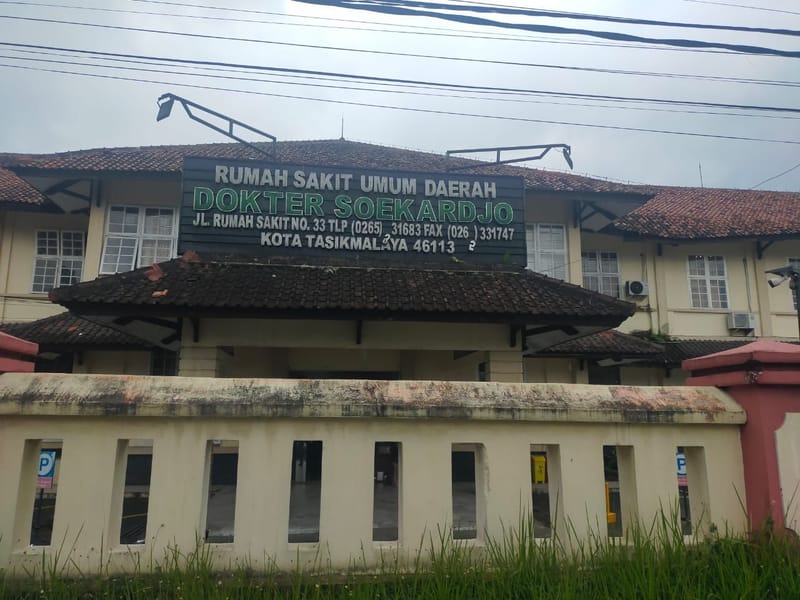 RUMAH SAKIT UMUM DAERAH
DOKTER SOEKARDJO
JL. RUMAH SAKIT NO. 33 TLP (0265) 31683 FAX (026 ) 331747
KOTA TASIKMALAYA 46113
P
P